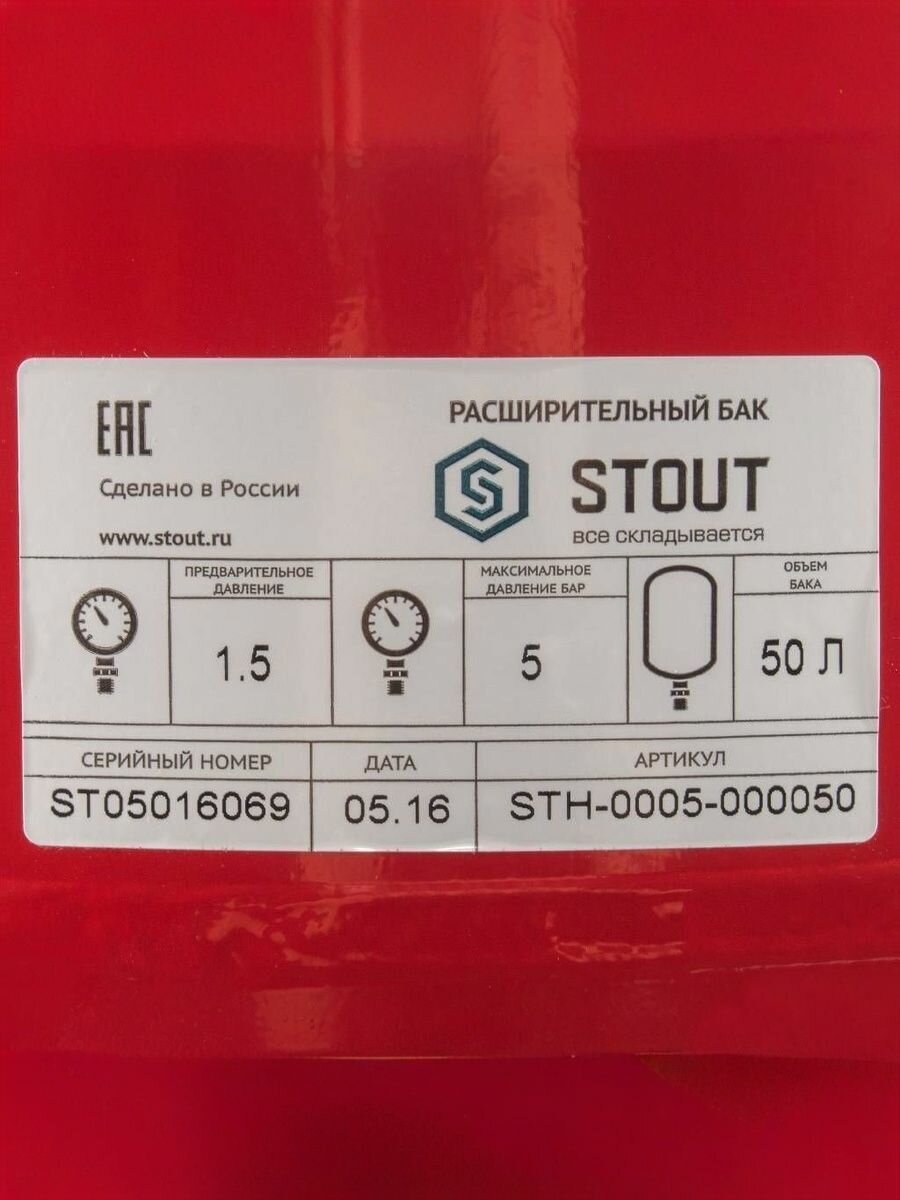 EAC
Сделано в России
www.stout.ru
РАСШИРИТЕЛЬНЫЙ БАК
S STOUT
все складывается
ПРЕДВАРИТЕЛЬНОЕ
ДАВЛЕНИЕ
1.5
МАКСИМАЛЬНОЕ
ДАВЛЕНИЕ БАР
5
ОБЪЕМ
БАКА
50 Л
СЕРИЙНЫЙ НОМЕР
ST05016069
ДАТА
05.16
АРТИКУЛ
STH-0005-000050